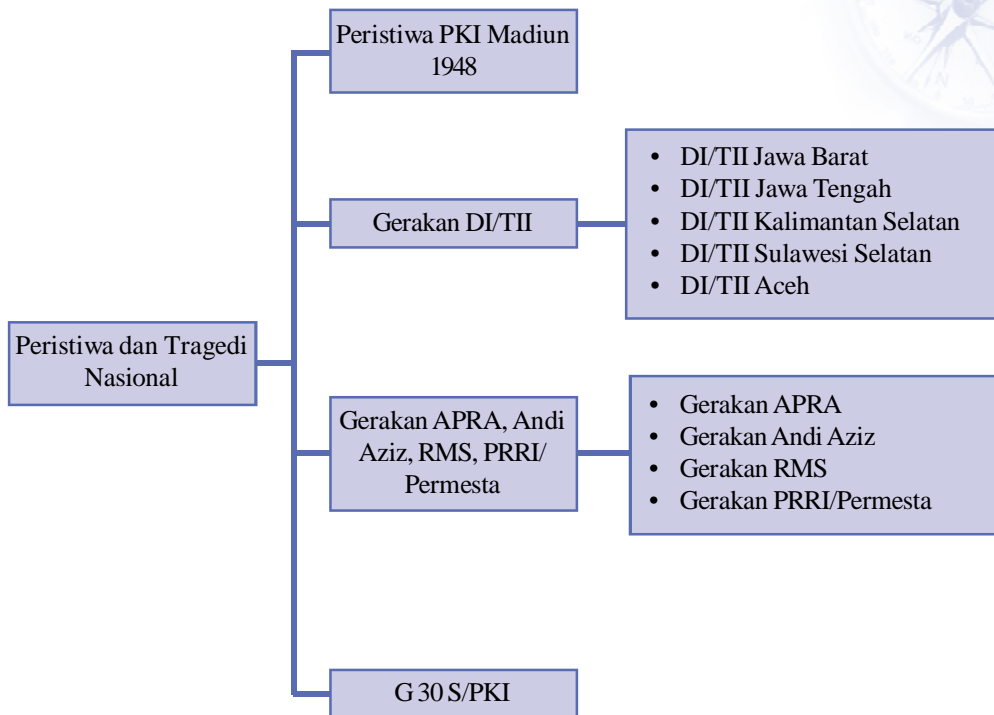 Peristiwa PKI Madiun
1948
• DI/TII Jawa Barat
• DI/TII Jawa Tengah
• DI/TII Kalimantan Selatan
• DI/TII Sulawesi Selatan
• DI/TII Aceh
Gerakan DI/TII
Peristiwa dan Tragedi
Nasional
Gerakan APRA, Andi
Aziz, RMS, PRRI/
Permesta
• Gerakan APRA
• Gerakan Andi Aziz
• Gerakan RMS
• Gerakan PRRI/Permesta
G 30 S/PKI